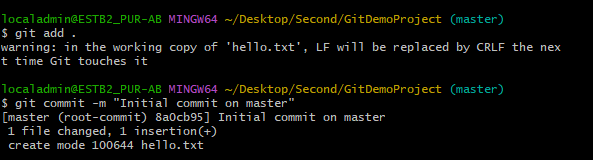 localadmin@ESTB2_PUR-AB MINGW64 ~/Desktop/Second/GitDemoProject (master)
$ git add .
warning: in the working copy of 'hello.txt', LF will be replaced by CRLF the nex
t time Git touches it
localadmin@ESTB2_PUR-AB MINGW64 ~/Desktop/Second/GitDemoProject (master)
$ git commit -m "Initial commit on master"
[master (root-commit) 8a0cb95] Initial commit on master
 1 file changed, 1 insertion(+)
 create mode 100644 hello.txt